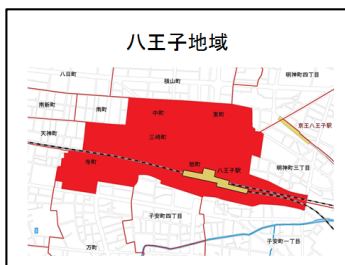 八王子地域
八日町
横山町
明神町四丁目
南新町
南町
中町
東町
京王八王子駅
天神町
三崎町
寺町
旭町
八王子駅
明神町三丁目
子安町四丁目
万町
子安町一丁目